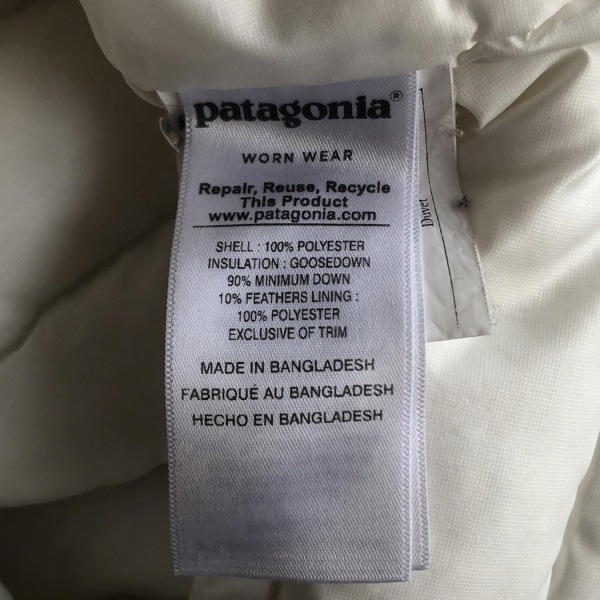 patagonia®
WORN WEAR
Repair, Reuse, Recycle
This Product
www.patagonia.com
SHELL : 100% POLYESTER
INSULATION : GOOSEDOWN
90% MINIMUM DOWN
10% FEATHERS LINING :
100% POLYESTER
EXCLUSIVE OF TRIM
MADE IN BANGLADESH
FABRIQUÉ AU BANGLADESH
HECHO EN BANGLADESH
Duvet